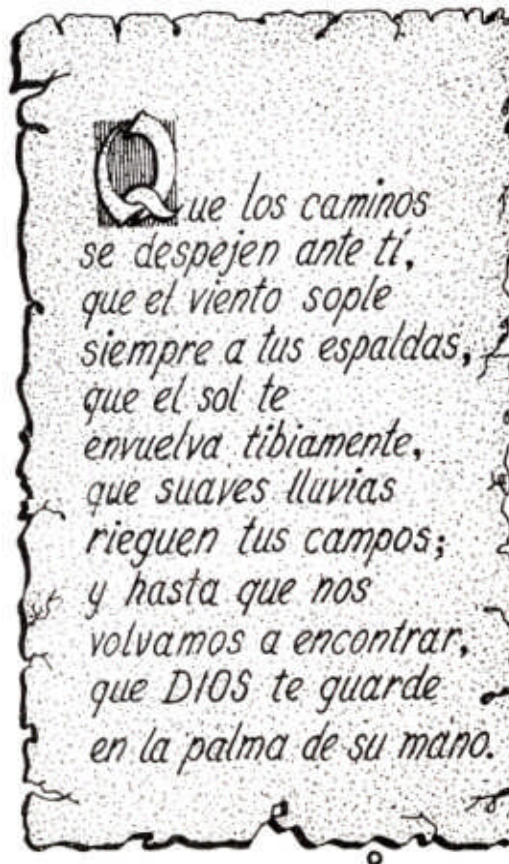 Que los caminos
se despejen ante tí,
que el viento sople
siempre a tus espaldas,
que el sol te
envuelva tibiamente,
que suaves lluvias
rieguen tus campos;
y hasta que nos
volvamos a encontrar,
que DIOS te guarde
en la palma de su mano.